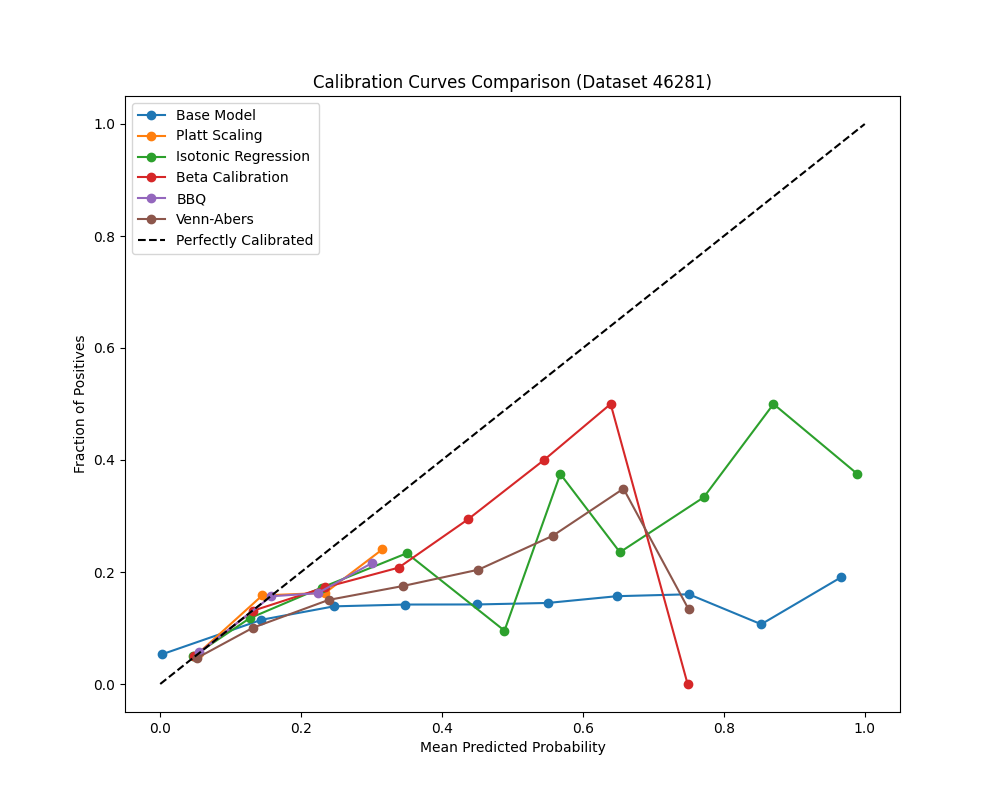 Calibration Curves Comparison (Dataset 46281)
Base Model
Platt Scaling
Isotonic Regression
Beta Calibration
BBQ
Venn-Abers
Perfectly Calibrated
1.0
0.8
0.6
0.4
0.2
0.0
Fraction of Positives
0.0 0.2 0.4 0.6 0.8 1.0
Mean Predicted Probability